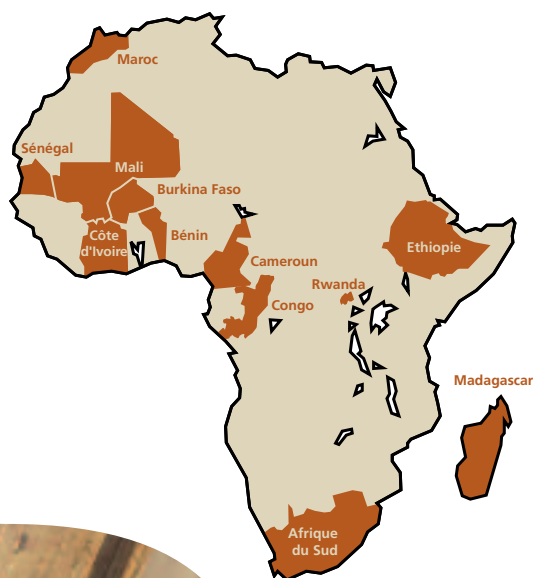 Maroc
Sénégal
Mali
Burkina Faso
Côte
d'Ivoire
Bénin
Cameroun
Ethiopie
Rwanda
Congo
Madagascar
Afrique
du Sud